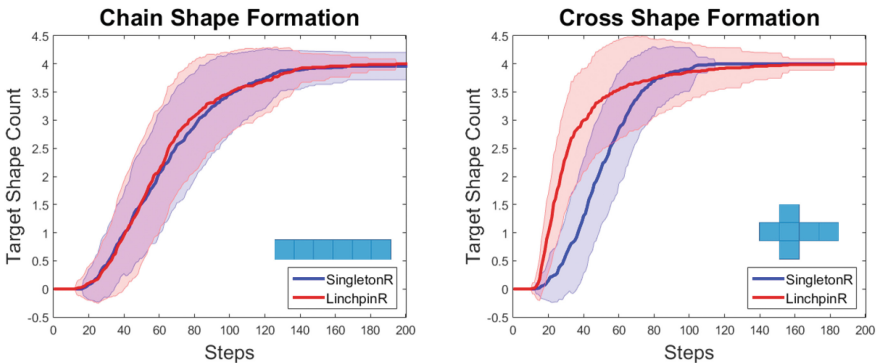 Chain Shape Formation
Target Shape Count
4.5
4
3.5
3
2.5
2
1.5
1
0.5
0
-0.5
0 20 40 60 80 100 120 140 160 180 200
Steps
SingletonR
LinchpinR
Cross Shape Formation
Target Shape Count
4.5
4
3.5
3
2.5
2
1.5
1
0.5
0
-0.5
0 20 40 60 80 100 120 140 160 180 200
Steps
SingletonR
LinchpinR